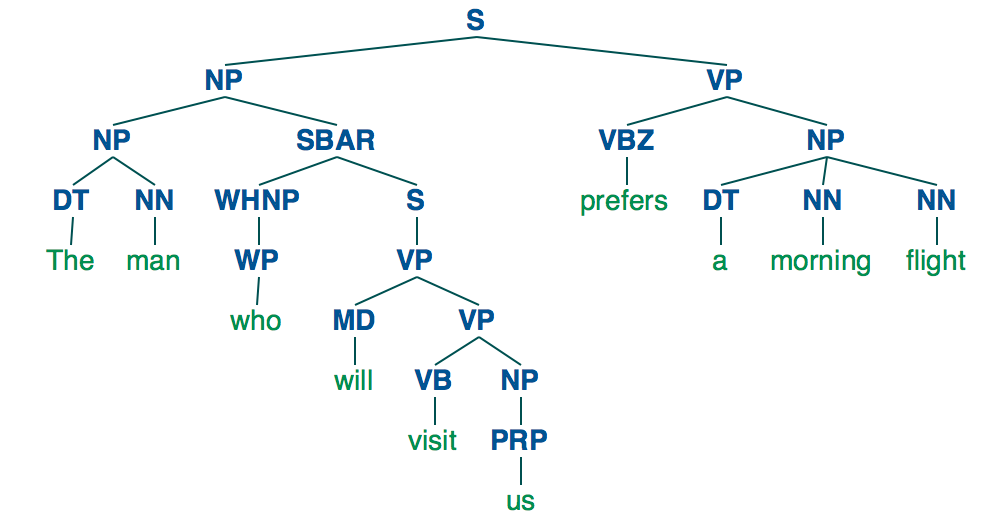 S
NP VP
NP SBAR VBZ NP
DT NN WHNP S prefers DT NN NN
The man WP VP a morning flight
who MD VP
will VB NP
visit PRP
us